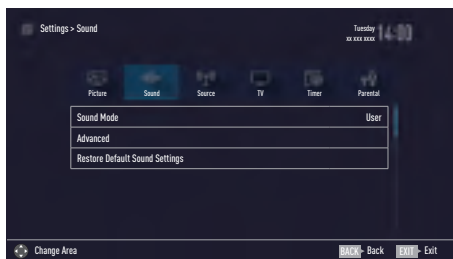 Settings > Sound
Tuesday
xx xxx xxxx
14:00
Picture Sound Source TV Timer Parental
Sound Mode User
Advanced
Restore Default Sound Settings
Change Area BACK > Back EXIT > Exit